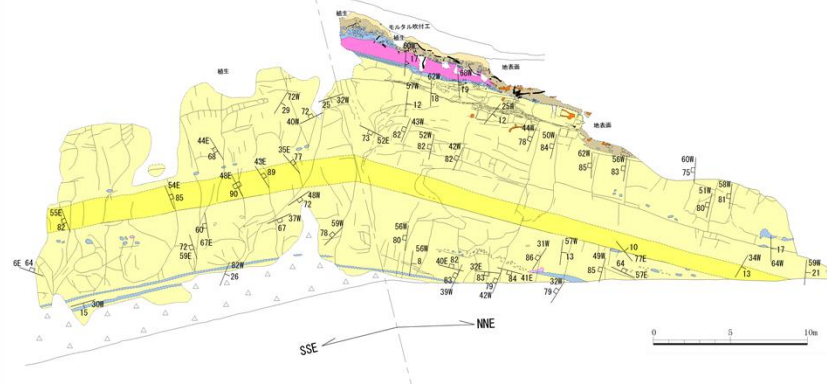 植生
モルタル吹付工
植生
60W
17
62W
68W
19
地表面
植生
72W
29
72
40W
25
32W
57W
12
18
25W
12
地表面
44E
68
35E
77
73
52E
82
43W
52W
82
42W
82
44W
78
50W
84
62W
85
56W
83
60W
75
51W
80
58W
81
54E
85
48E
90
43E
89
48W
72
55E
82
60
67E
72
59E
37W
67
59W
78
56W
80
56W
8
31W
86
57W
13
10
77E
49W
85
64
57E
34W
13
64W
17
59W
21
6E 64
82W
26
40E
82
63
39W
32E
83
79
42W
84
41E
32W
79
30W
15
SSE
NNE
0
5
10m